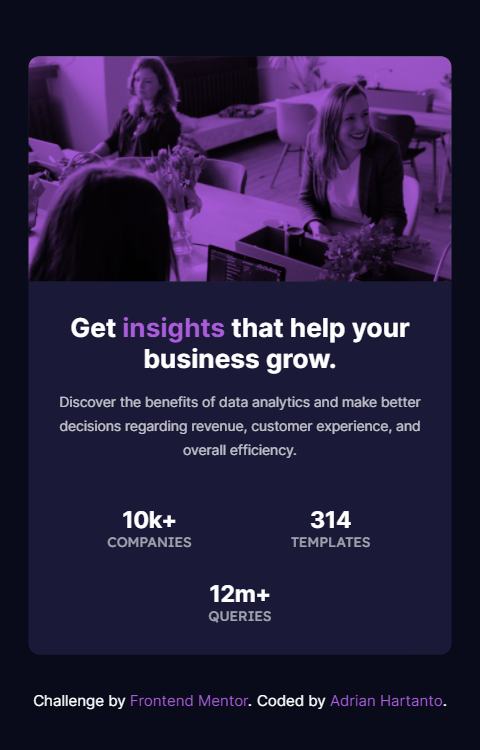 Get insights that help your
business grow.
Discover the benefits of data analytics and make better
decisions regarding revenue, customer experience, and
overall efficiency.
10k+
COMPANIES
314
TEMPLATES
12m+
QUERIES
Challenge by Frontend Mentor. Coded by Adrian Hartanto.